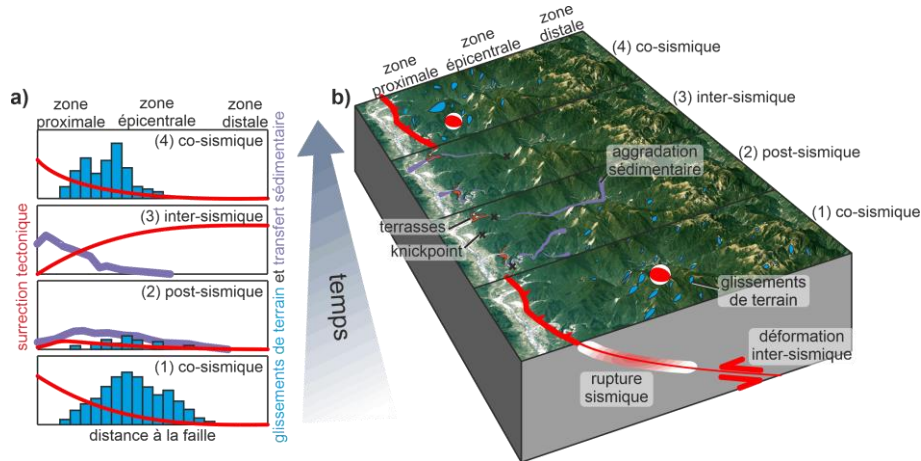 a)
zone
proximale
zone
épicentrale
zone
distale
(4) co-sismique
(3) inter-sismique
(2) post-sismique
(1) co-sismique
distance à la faille
surrection tectonique
glissements de terrain et transfert sédimentaire
temps
b)
zone
proximale
zone
épicentrale
zone
distale
(4) co-sismique
(3) inter-sismique
(2) post-sismique
(1) co-sismique
aggradation
sédimentaire
terrasses
knickpoint
glissements
de terrain
déformation
inter-sismique
rupture
sismique